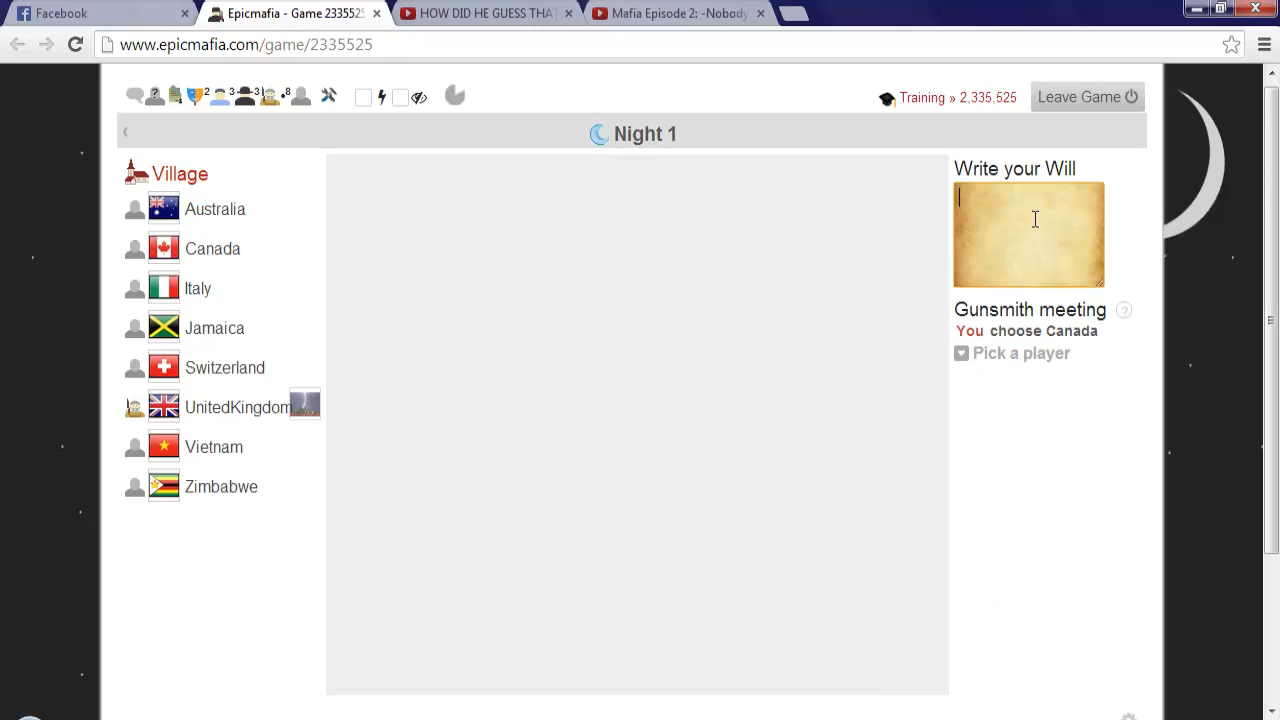 Facebook
Epicmafia - Game 2335525
HOW DID HE GUESS THA
Mafia Episode 2: -Nobody
www.epicmafia.com/game/2335525
2 3 3 8
Training » 2,335,525
Leave Game
Night 1
Village
Australia
Canada
Italy
Jamaica
Switzerland
UnitedKingdom
Vietnam
Zimbabwe
Write your Will
Gunsmith meeting ?
You choose Canada
Pick a player